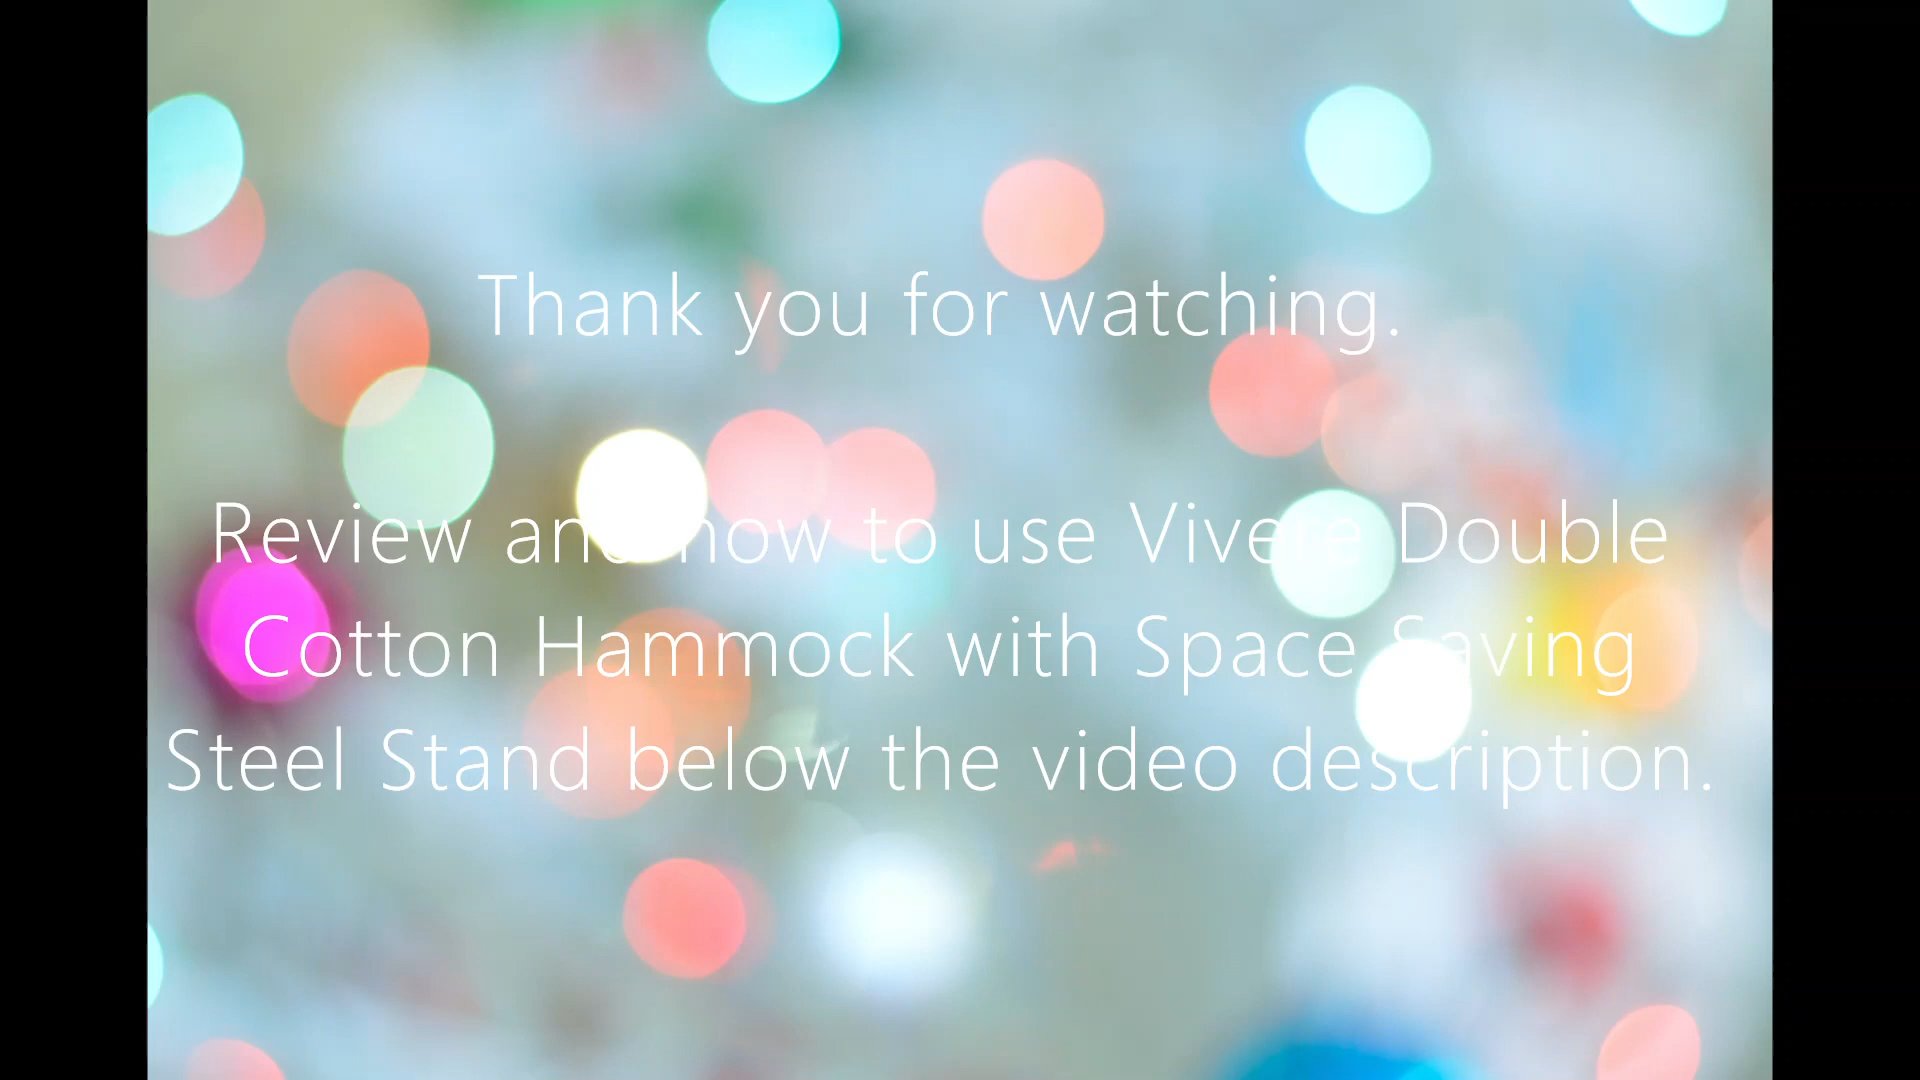 Thank you for watching.
Review and how to use Vivere Double
Cotton Hammock with Space Saving
Steel Stand below the video description.